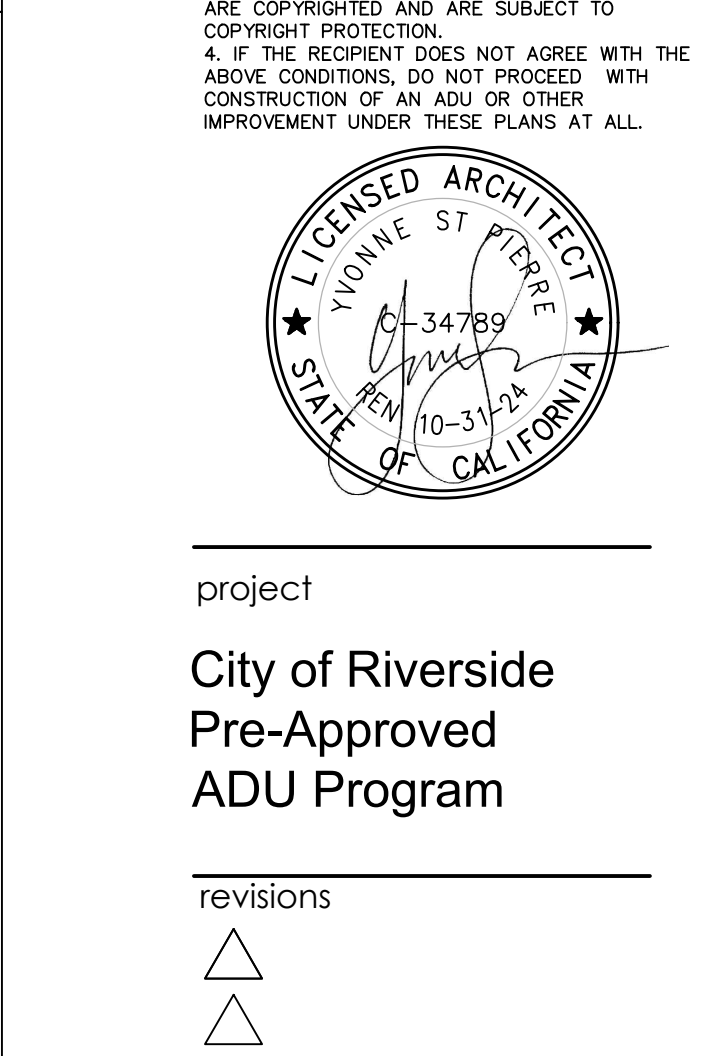 ARE COPYRIGHTED AND ARE SUBJECT TO
COPYRIGHT PROTECTION.
4. IF THE RECIPIENT DOES NOT AGREE WITH THE
ABOVE CONDITIONS, DO NOT PROCEED WITH
CONSTRUCTION OF AN ADU OR OTHER
IMPROVEMENT UNDER THESE PLANS AT ALL.
LICENSED ARCHITECT
YVONNE ST PIERRE
C-34789
REN 10-31-24
STATE OF CALIFORNIA
project
City of Riverside
Pre-Approved
ADU Program
revisions